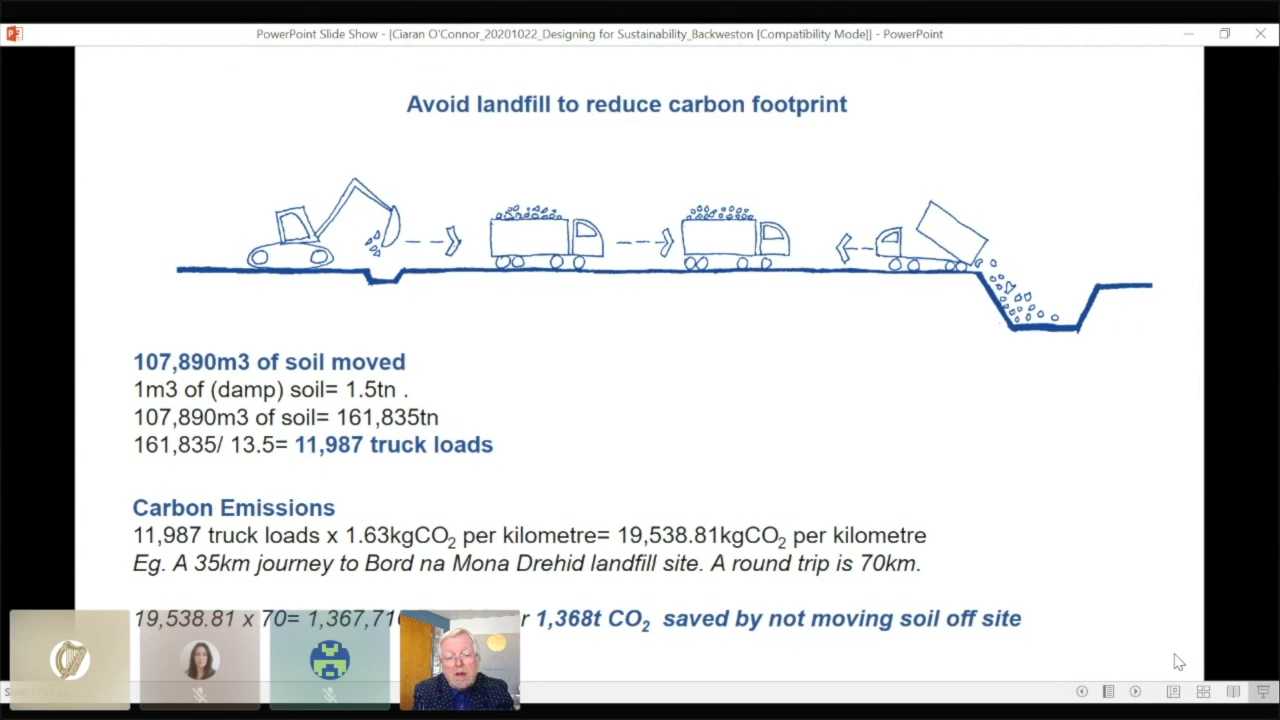 PowerPoint Slide Show - [Ciaran O'Connor_20201022_Designing for Sustainability_Backweston [Compatibility Mode]] - PowerPoint
Avoid landfill to reduce carbon footprint
107,890m3 of soil moved
1m3 of (damp) soil= 1.5tn .
107,890m3 of soil= 161,835tn
161,835/ 13.5= 11,987 truck loads
Carbon Emissions
11,987 truck loads x 1.63kgCO₂ per kilometre= 19,538.81kgCO₂ per kilometre
Eg. A 35km journey to Bord na Mona Drehid landfill site. A round trip is 70km.
19,538.81 x 70= 1,368t CO₂ saved by not moving soil off site